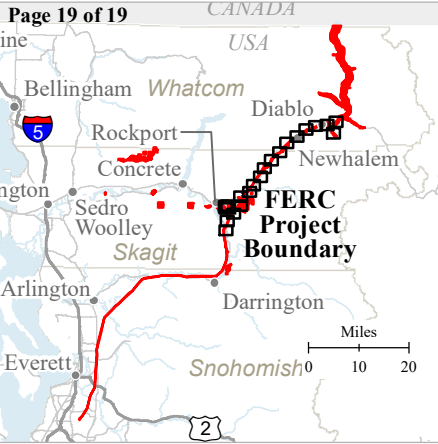 Page 19 of 19
CANADA
USA
ine
Bellingham
Whatcom
Diablo
5
Rockport
Newhalem
Concrete
ngton
Sedro
Woolley
FERC
Project
Boundary
Skagit
Arlington
Darrington
Miles
0 10 20
Everett
Snohomish
2